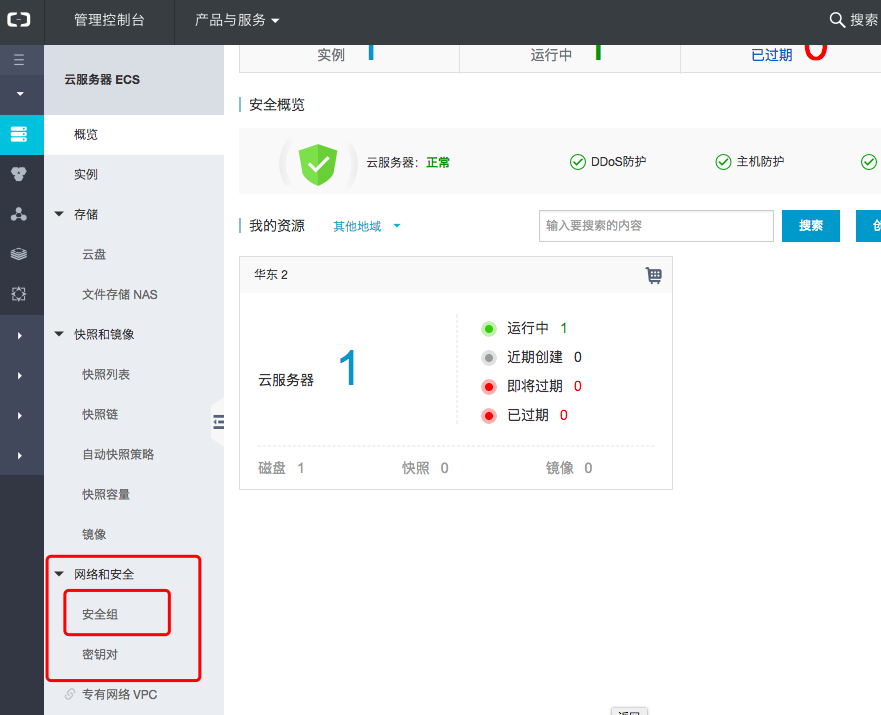 管理控制台 产品与服务 搜索
云服务器 ECS
概览
实例
存储
云盘
文件存储 NAS
快照和镜像
快照列表
快照链
自动快照策略
快照容量
镜像
网络和安全
安全组
密钥对
专有网络 VPC
实例 1 运行中 1 已过期 0
安全概览
云服务器: 正常 DDoS防护 主机防护
我的资源 其他地域 输入要搜索的内容 搜索
华东 2
云服务器 1
运行中 1
近期创建 0
即将过期 0
已过期 0
磁盘 1 快照 0 镜像 0